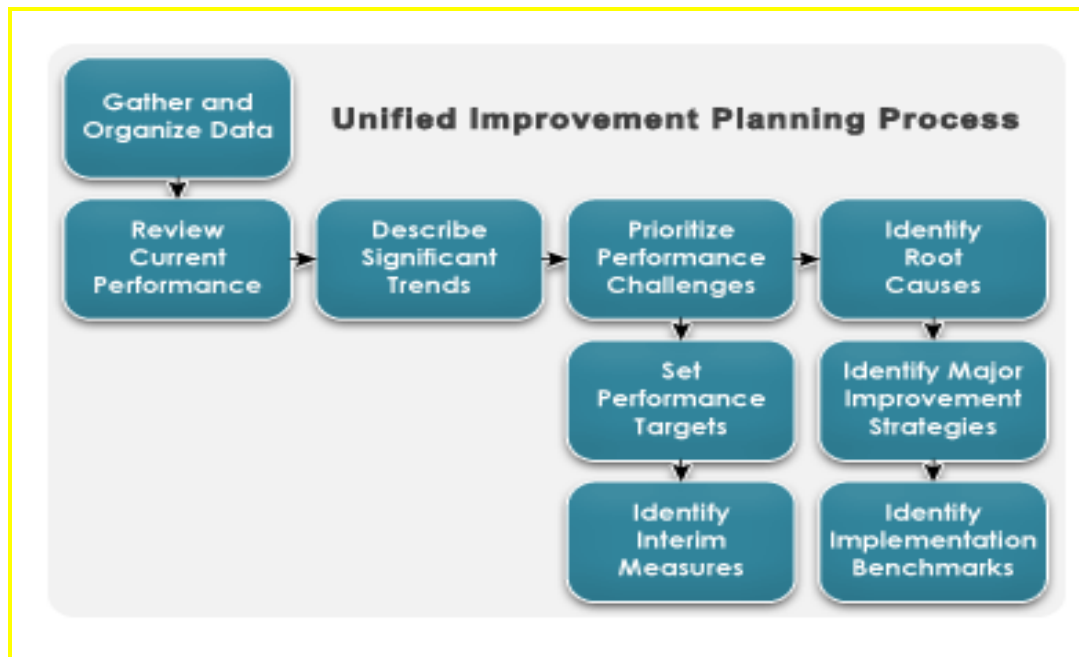 Gather and
Organize Data
Unified Improvement Planning Process
Review
Current
Performance
Describe
Significant
Trends
Prioritize
Performance
Challenges
Identify
Root
Causes
Set
Performance
Targets
Identify Major
Improvement
Strategies
Identify
Interim
Measures
Identify
Implementation
Benchmarks